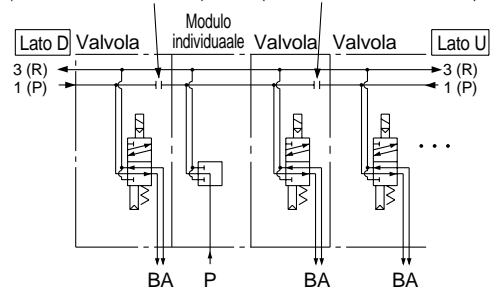 Modulo
Lato D Valvola individuaale Valvola Valvola Lato U
3 (R) 3 (R)
1 (P) 1 (P)
BA P BA BA